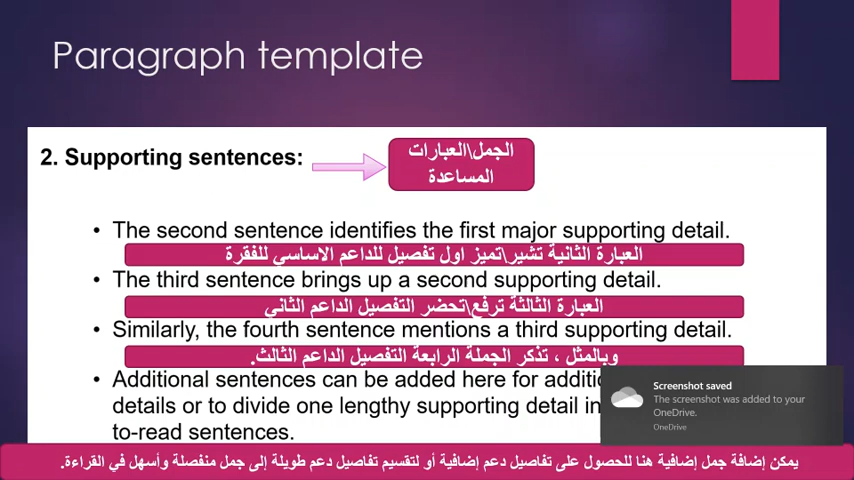 Paragraph template
2. Supporting sentences:
الجمل\العبارات
المساعدة
• The second sentence identifies the first major supporting detail.
العبارة الثانية تشير\تميز اول تفصيل للداعم الاساسي للفقرة
• The third sentence brings up a second supporting detail.
العبارة الثالثة ترفع\تحضر التفصيل الداعم الثاني
• Similarly, the fourth sentence mentions a third supporting detail.
وبالمثل ، تذكر الجملة الرابعة التفصيل الداعم الثالث.
• Additional sentences can be added here for
details or to divide one lengthy supporting detail
to-read sentences.
Screenshot saved
The screenshot was added to your
OneDrive.
OneDrive
يمكن إضافة جمل إضافية هنا للحصول على تفاصيل دعم إضافية أو لتقسيم تفاصيل دعم طويلة إلى جمل منفصلة وأسهل في القراءة.